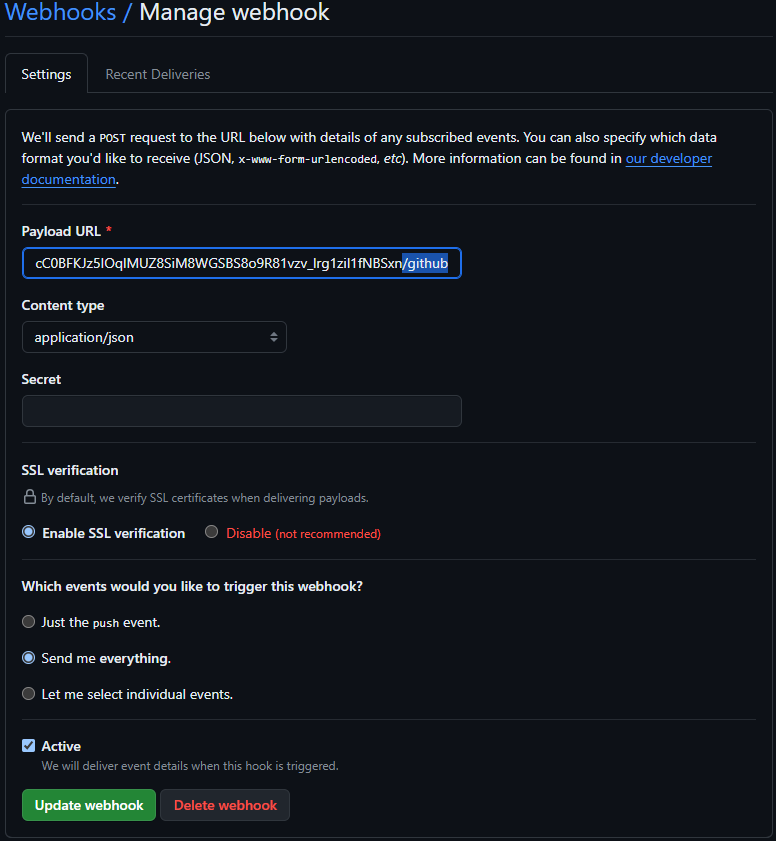 Webhooks / Manage webhook
Settings
Recent Deliveries
We'll send a POST request to the URL below with details of any subscribed events. You can also specify which data
format you'd like to receive (JSON, x-www-form-urlencoded, etc). More information can be found in our developer
documentation.
Payload URL *
cC0BFKJz5IOqlMUZ8SiM8WGSBS8o9R81vzv_lrg1ziI1fNBSxn/github
Content type
application/json
Secret
SSL verification
By default, we verify SSL certificates when delivering payloads.
Enable SSL verification
Disable (not recommended)
Which events would you like to trigger this webhook?
Just the push event.
Send me everything.
Let me select individual events.
Active
We will deliver event details when this hook is triggered.
Update webhook
Delete webhook